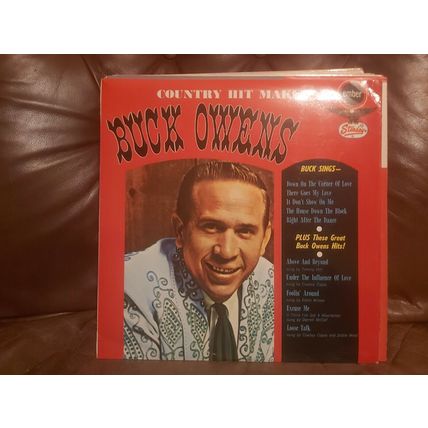 COUNTRY HIT MAK
ember
Starday
BUCK OWENS
BUCK SINGS—
Down On The Corner Of Love
There Goes My Love
It Don't Show On Me
The House Down The Block
Right After The Dance
PLUS These Great
Buck Owens Hits!
Above And Beyond
Under The Influence Of Love
Foolin' Around
Excuse Me
Loose Talk